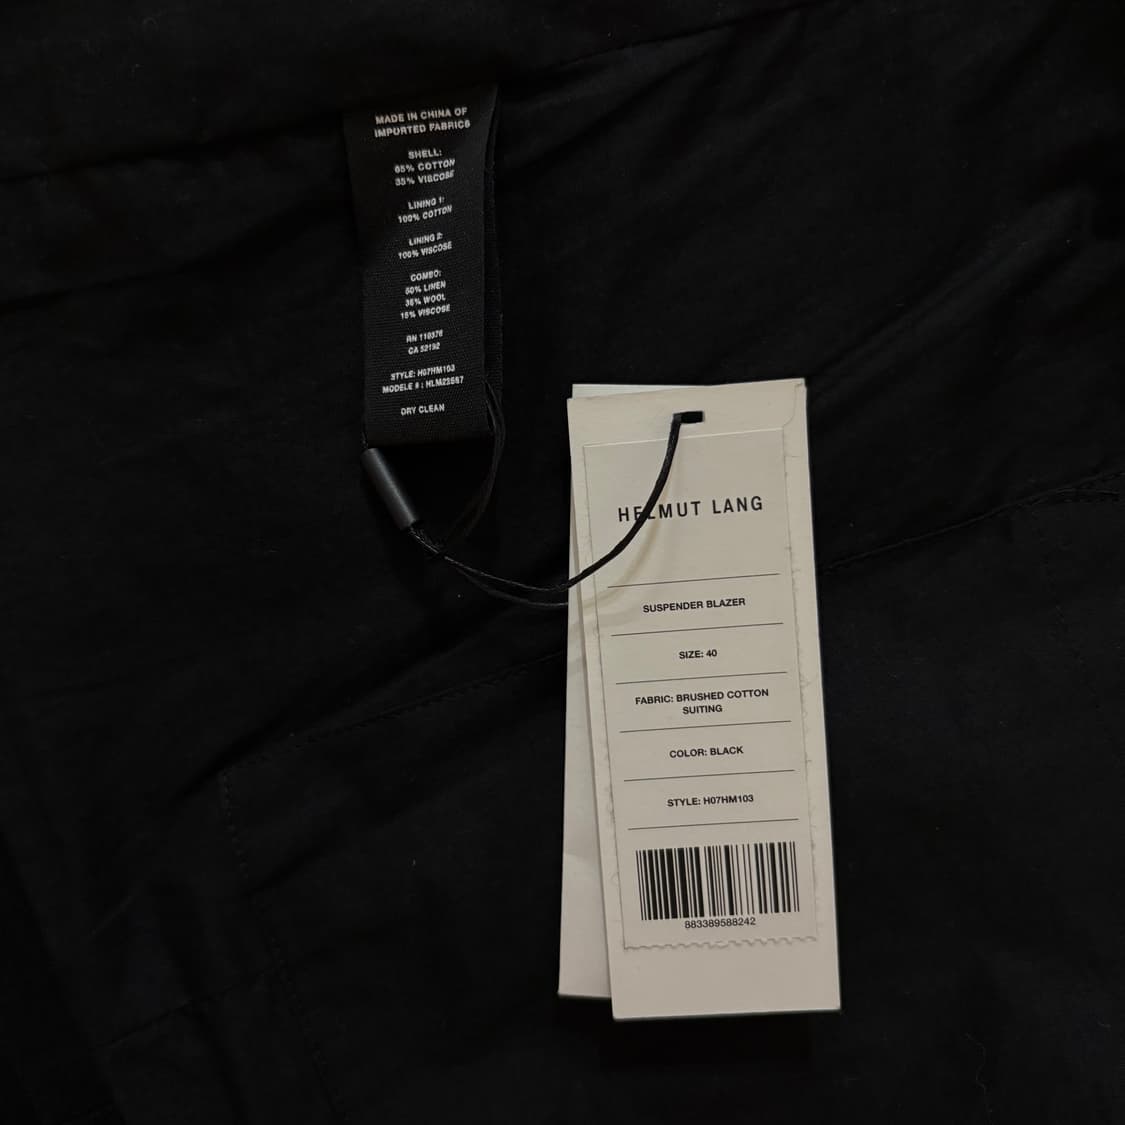 MADE IN CHINA OF
IMPORTED FABRICS
SHELL:
65% COTTON
35% VISCOSE
LINING 1:
100% COTTON
LINING 2:
100% VISCOSE
COMBO:
50% LINEN
35% WOOL
15% VISCOSE
RN 110376
CA 52192
STYLE: H07HM103
MODELE # : HLM23567
DRY CLEAN
HELMUT LANG
SUSPENDER BLAZER
SIZE: 40
FABRIC: BRUSHED COTTON
SUITING
COLOR: BLACK
STYLE: H07HM103
883389588242